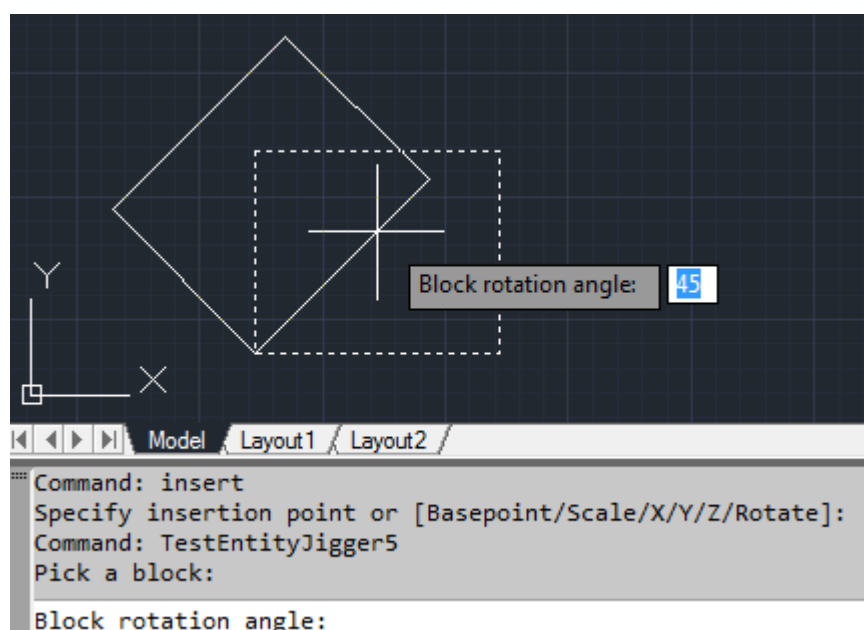 Block rotation angle: 45
Y
X
Model Layout1 Layout2
Command: insert
Specify insertion point or [Basepoint/Scale/X/Y/Z/Rotate]:
Command: TestEntityJigger5
Pick a block:
Block rotation angle: